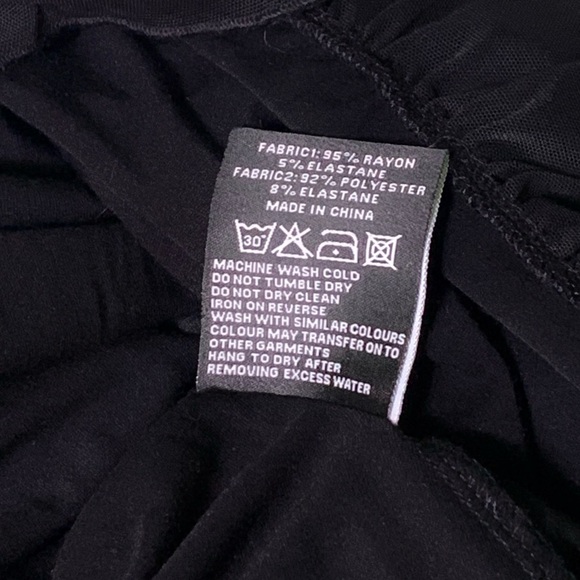 FABRIC1: 95% RAYON
5% ELASTANE
FABRIC2: 92% POLYESTER
8% ELASTANE
MADE IN CHINA
30°
MACHINE WASH COLD
DO NOT TUMBLE DRY
DO NOT DRY CLEAN
IRON ON REVERSE
WASH WITH SIMILAR COLOURS
COLOUR MAY TRANSFER ON TO
OTHER GARMENTS
HANG TO DRY AFTER
REMOVING EXCESS WATER